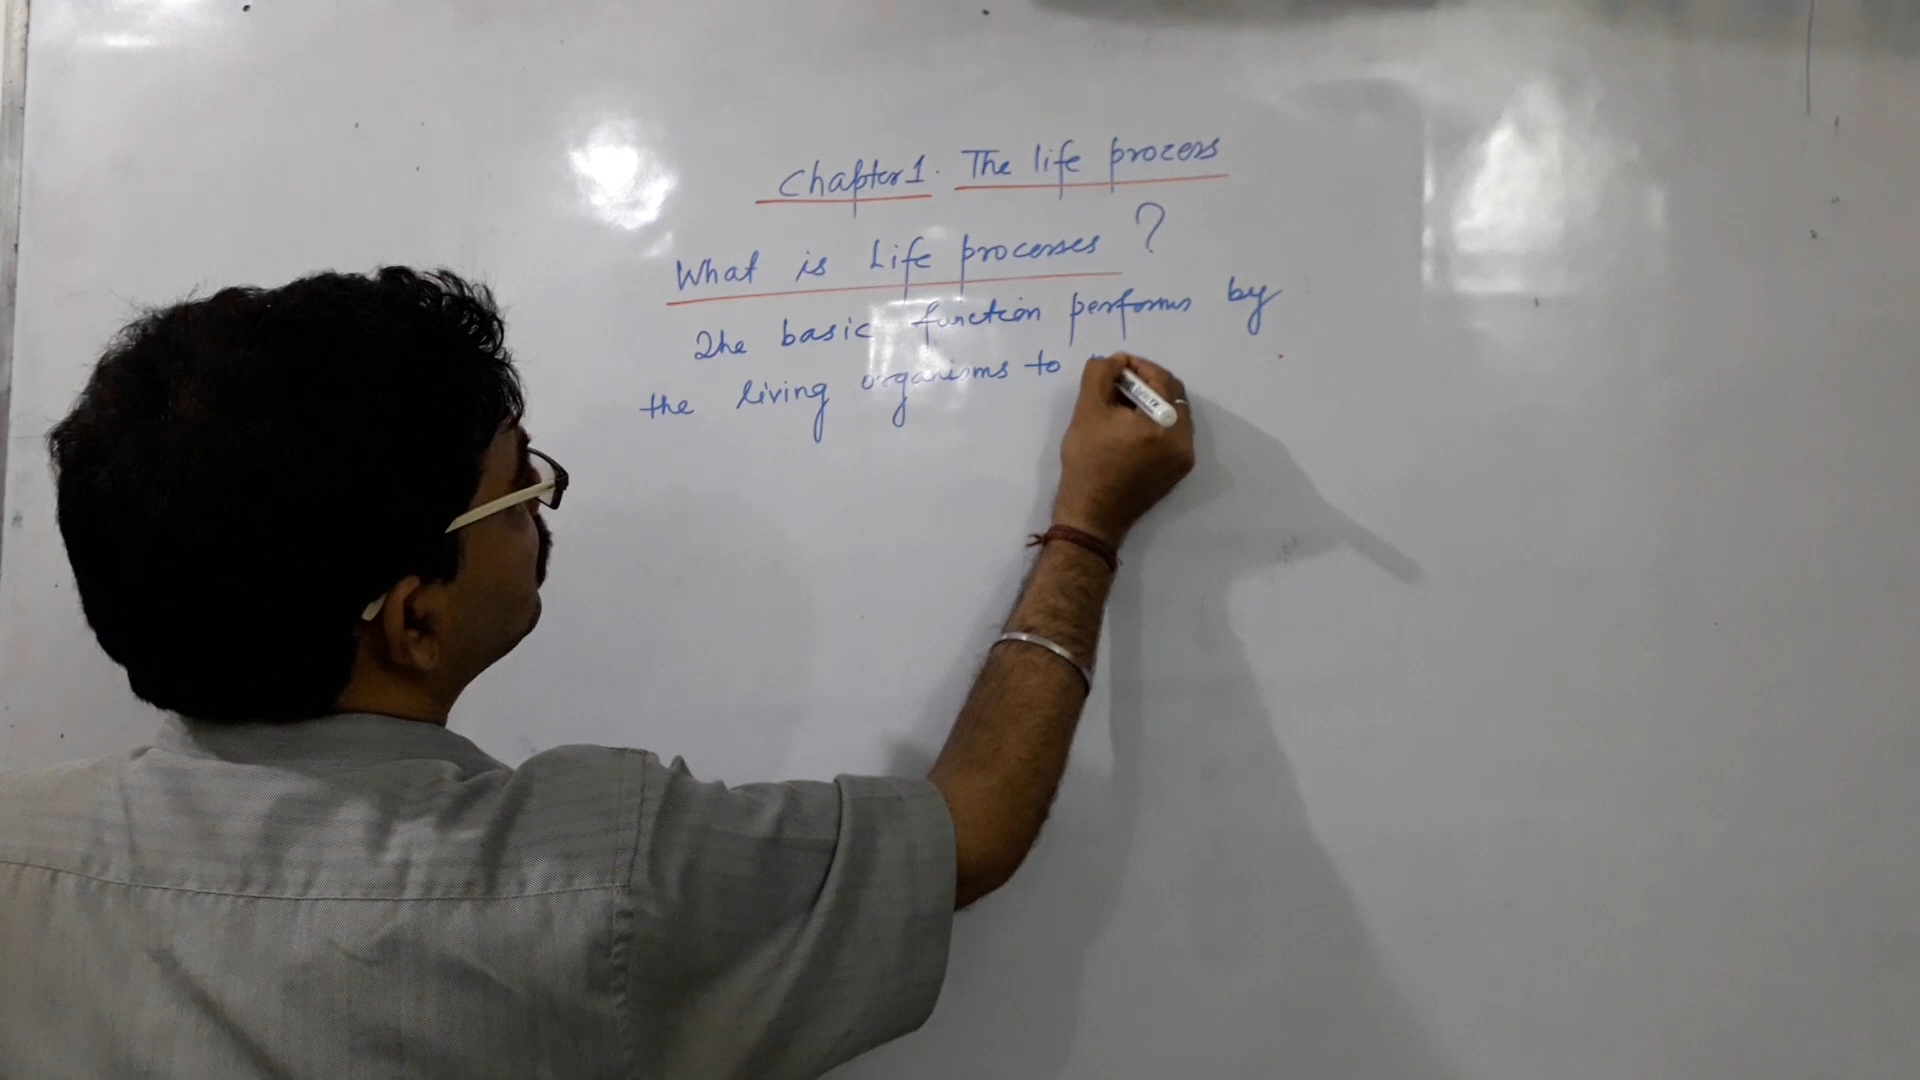 Chapter 1. The life process
What is Life processes ?
The basic function performs by
the living organisms to